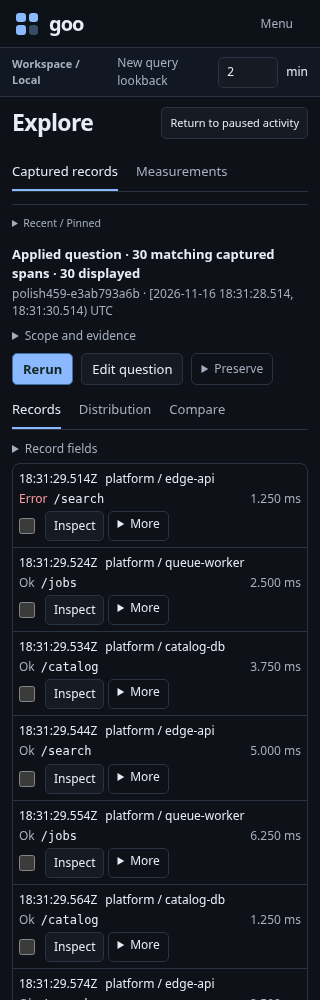 goo
Menu
Workspace / Local
New query lookback
2
min
Explore
Return to paused activity
Captured records
Measurements
Recent / Pinned
Applied question · 30 matching captured
spans · 30 displayed
polish459-e3ab793a6b · [2026-11-16 18:31:28.514,
18:31:30.514) UTC
Scope and evidence
Rerun
Edit question
Preserve
Records
Distribution
Compare
Record fields
18:31:29.514Z platform / edge-api
Error /search 1.250 ms
Inspect
More
18:31:29.524Z platform / queue-worker
Ok /jobs 2.500 ms
Inspect
More
18:31:29.534Z platform / catalog-db
Ok /catalog 3.750 ms
Inspect
More
18:31:29.544Z platform / edge-api
Ok /search 5.000 ms
Inspect
More
18:31:29.554Z platform / queue-worker
Ok /jobs 6.250 ms
Inspect
More
18:31:29.564Z platform / catalog-db
Ok /catalog 1.250 ms
Inspect
More
18:31:29.574Z platform / edge-api